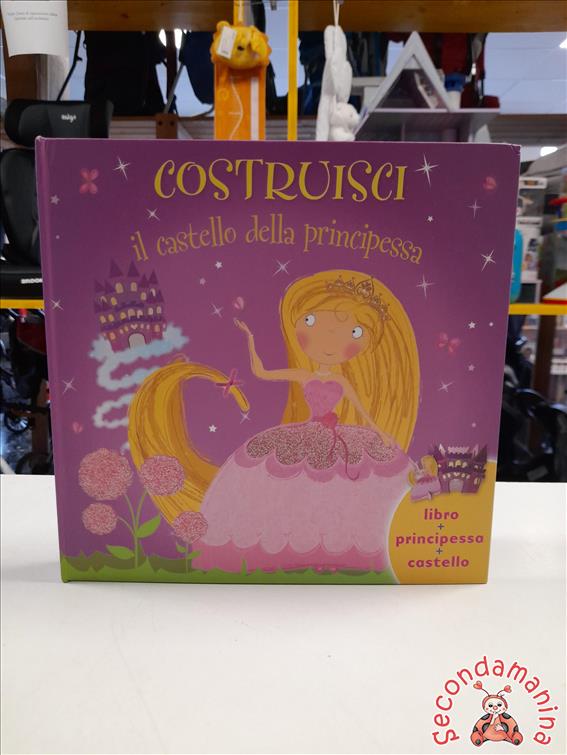 COSTRUISCI
il castello della principessa
libro
+
principessa
+
castello
Secondamanina